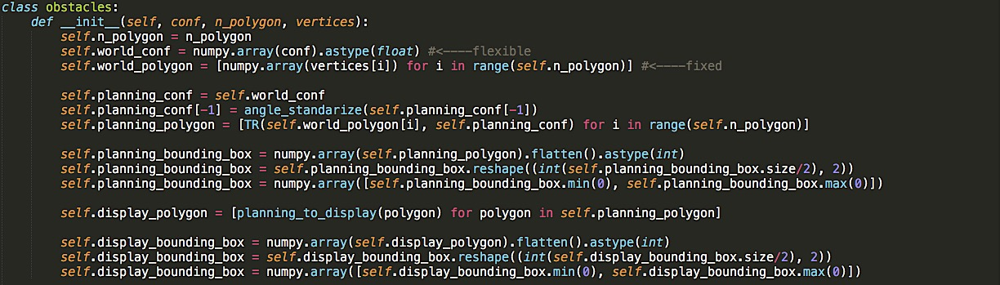 class obstacles:
    def __init__(self, conf, n_polygon, vertices):
        self.n_polygon = n_polygon
        self.world_conf = numpy.array(conf).astype(float) #<----flexible
        self.world_polygon = [numpy.array(vertices[i]) for i in range(self.n_polygon)] #<----fixed

        self.planning_conf = self.world_conf
        self.planning_conf[-1] = angle_standarize(self.planning_conf[-1])
        self.planning_polygon = [TR(self.world_polygon[i], self.planning_conf) for i in range(self.n_polygon)]

        self.planning_bounding_box = numpy.array(self.planning_polygon).flatten().astype(int)
        self.planning_bounding_box = self.planning_bounding_box.reshape((int(self.planning_bounding_box.size/2), 2))
        self.planning_bounding_box = numpy.array([self.planning_bounding_box.min(0), self.planning_bounding_box.max(0)])

        self.display_polygon = [planning_to_display(polygon) for polygon in self.planning_polygon]

        self.display_bounding_box = numpy.array(self.display_polygon).flatten().astype(int)
        self.display_bounding_box = self.display_bounding_box.reshape((int(self.display_bounding_box.size/2), 2))
        self.display_bounding_box = numpy.array([self.display_bounding_box.min(0), self.display_bounding_box.max(0)])